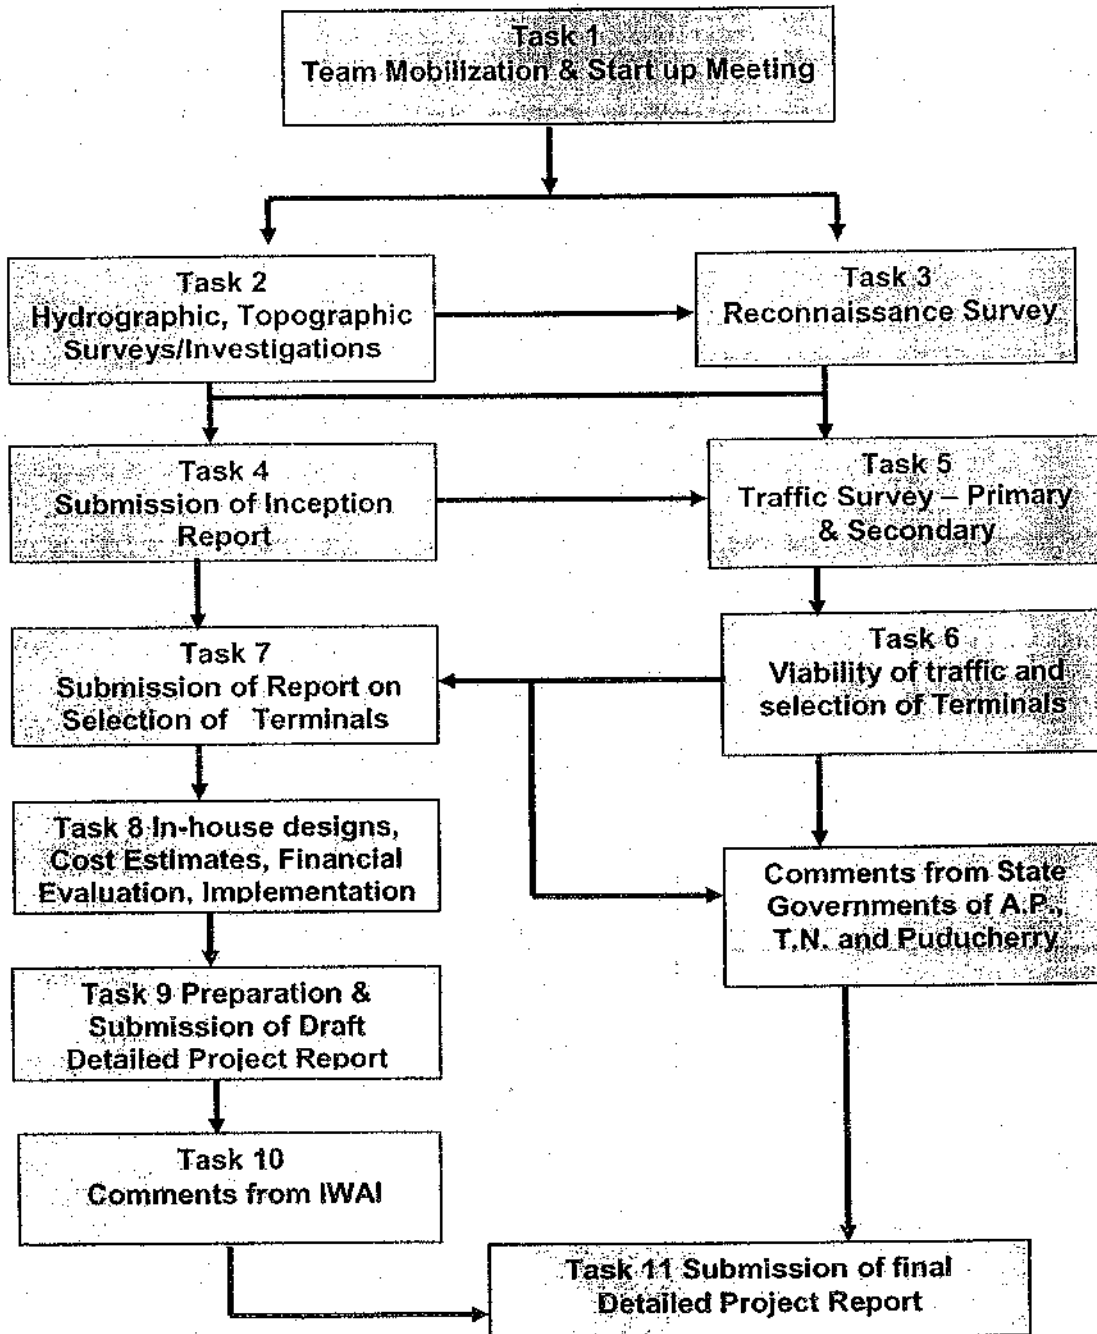 Task 1
Team Mobilization & Start up Meeting
Task 2
Hydrographic, Topographic
Surveys/Investigations
Task 3
Reconnaissance Survey
Task 4
Submission of Inception
Report
Task 5
Traffic Survey – Primary
& Secondary
Task 7
Submission of Report on
Selection of Terminals
Task 6
Viability of traffic and
selection of Terminals
Task 8 In-house designs,
Cost Estimates, Financial
Evaluation, Implementation
Comments from State
Governments of A.P.,
T.N. and Puducherry
Task 9 Preparation &
Submission of Draft
Detailed Project Report
Task 10
Comments from IWAI
Task 11 Submission of final
Detailed Project Report